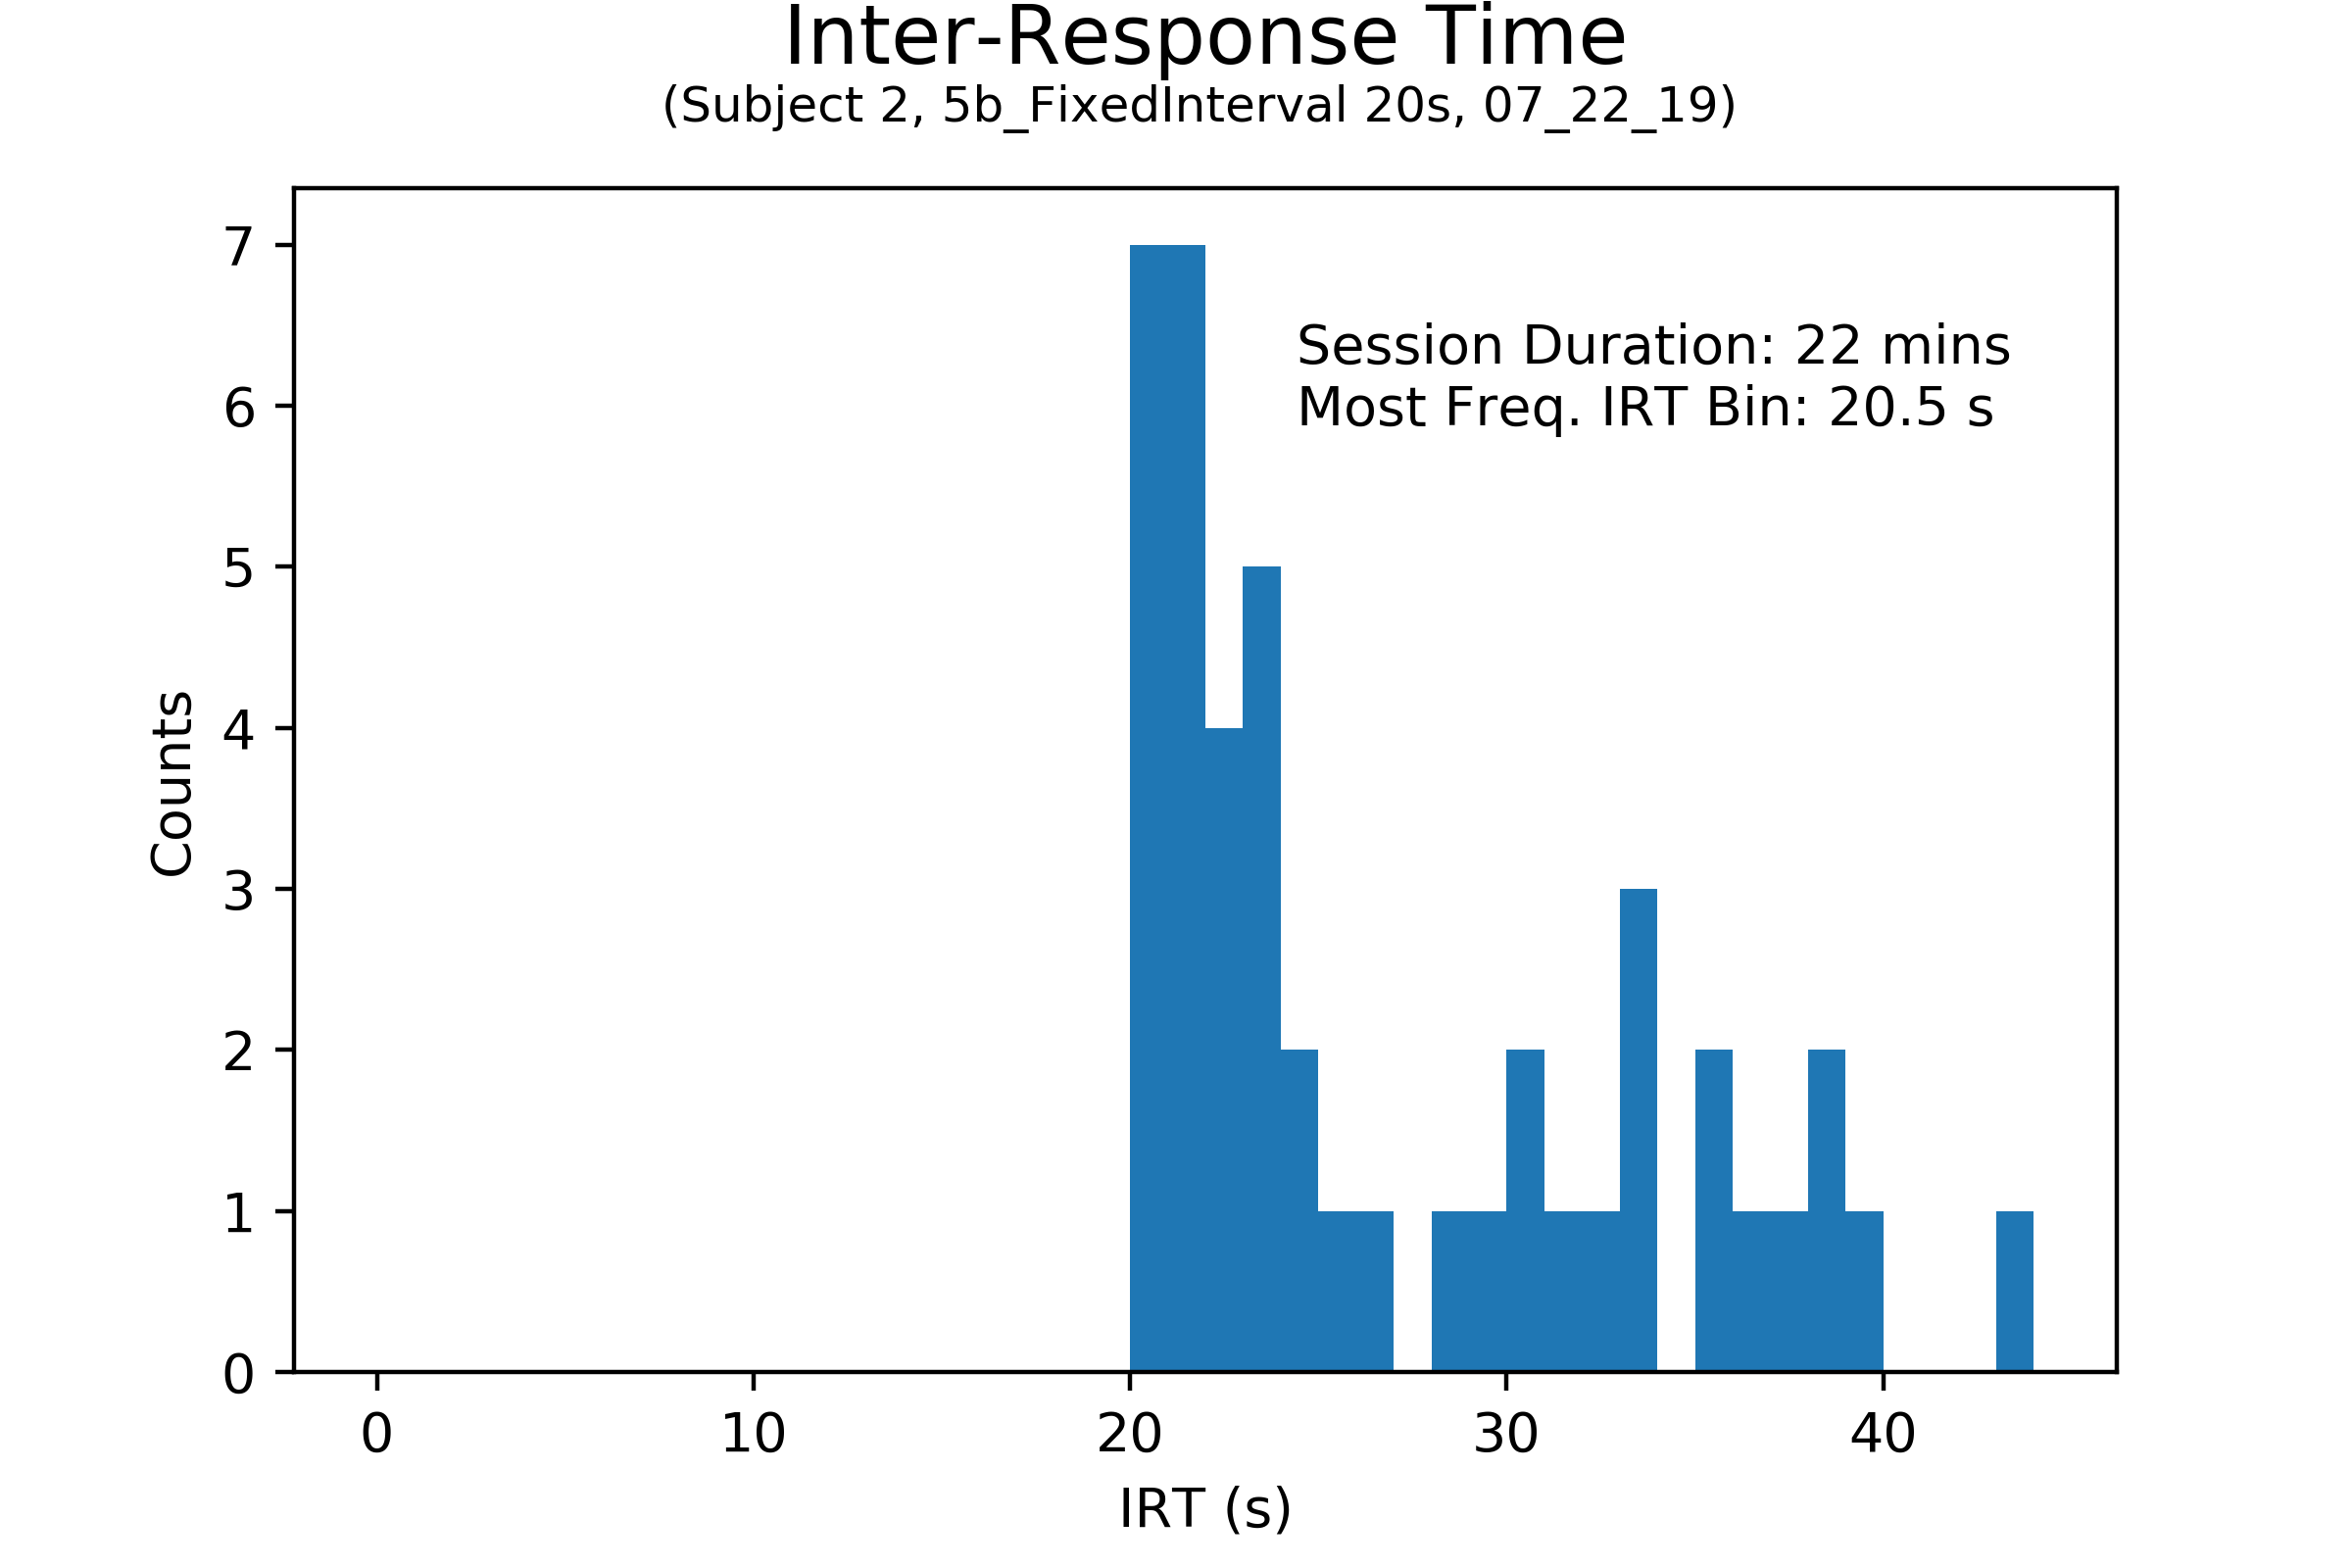 Inter-Response Time
(Subject 2, 5b_FixedInterval 20s, 07_22_19)
7
6
5
4
3
2
1
0
Counts
Session Duration: 22 mins
Most Freq. IRT Bin: 20.5 s
0 10 20 30 40
IRT (s)